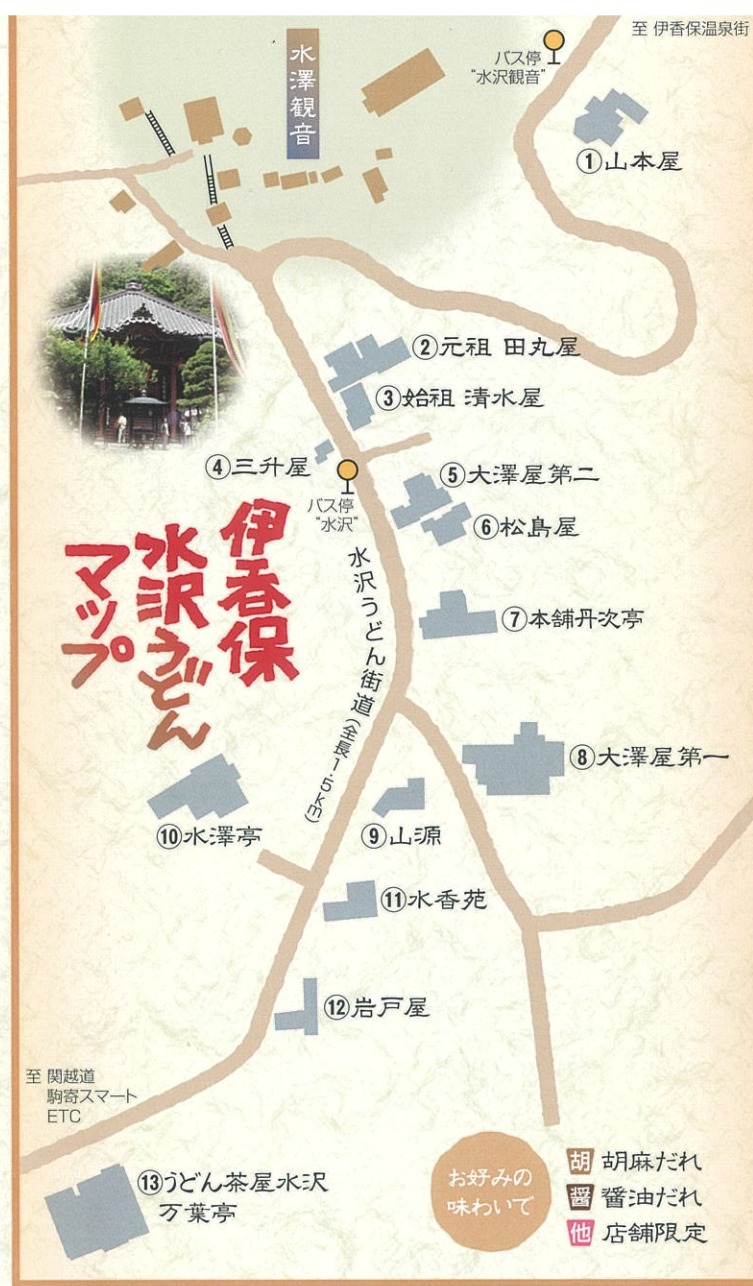 至 伊香保温泉街
バス停
"水沢観音"
水澤観音
①山本屋
②元祖 田丸屋
③始祖 清水屋
④三升屋
バス停
"水沢"
⑤大澤屋第二
⑥松島屋
伊香保
水沢うどん
マップ
水沢うどん街道(全長1.5km)
⑦本舗丹次亭
⑧大澤屋第一
⑨山源
⑩水澤亭
⑪水香苑
⑫岩戸屋
至 関越道
駒寄スマート
ETC
⑬うどん茶屋水沢
万葉亭
お好みの
味わいで
胡 胡麻だれ
醤 醤油だれ
他 店舗限定